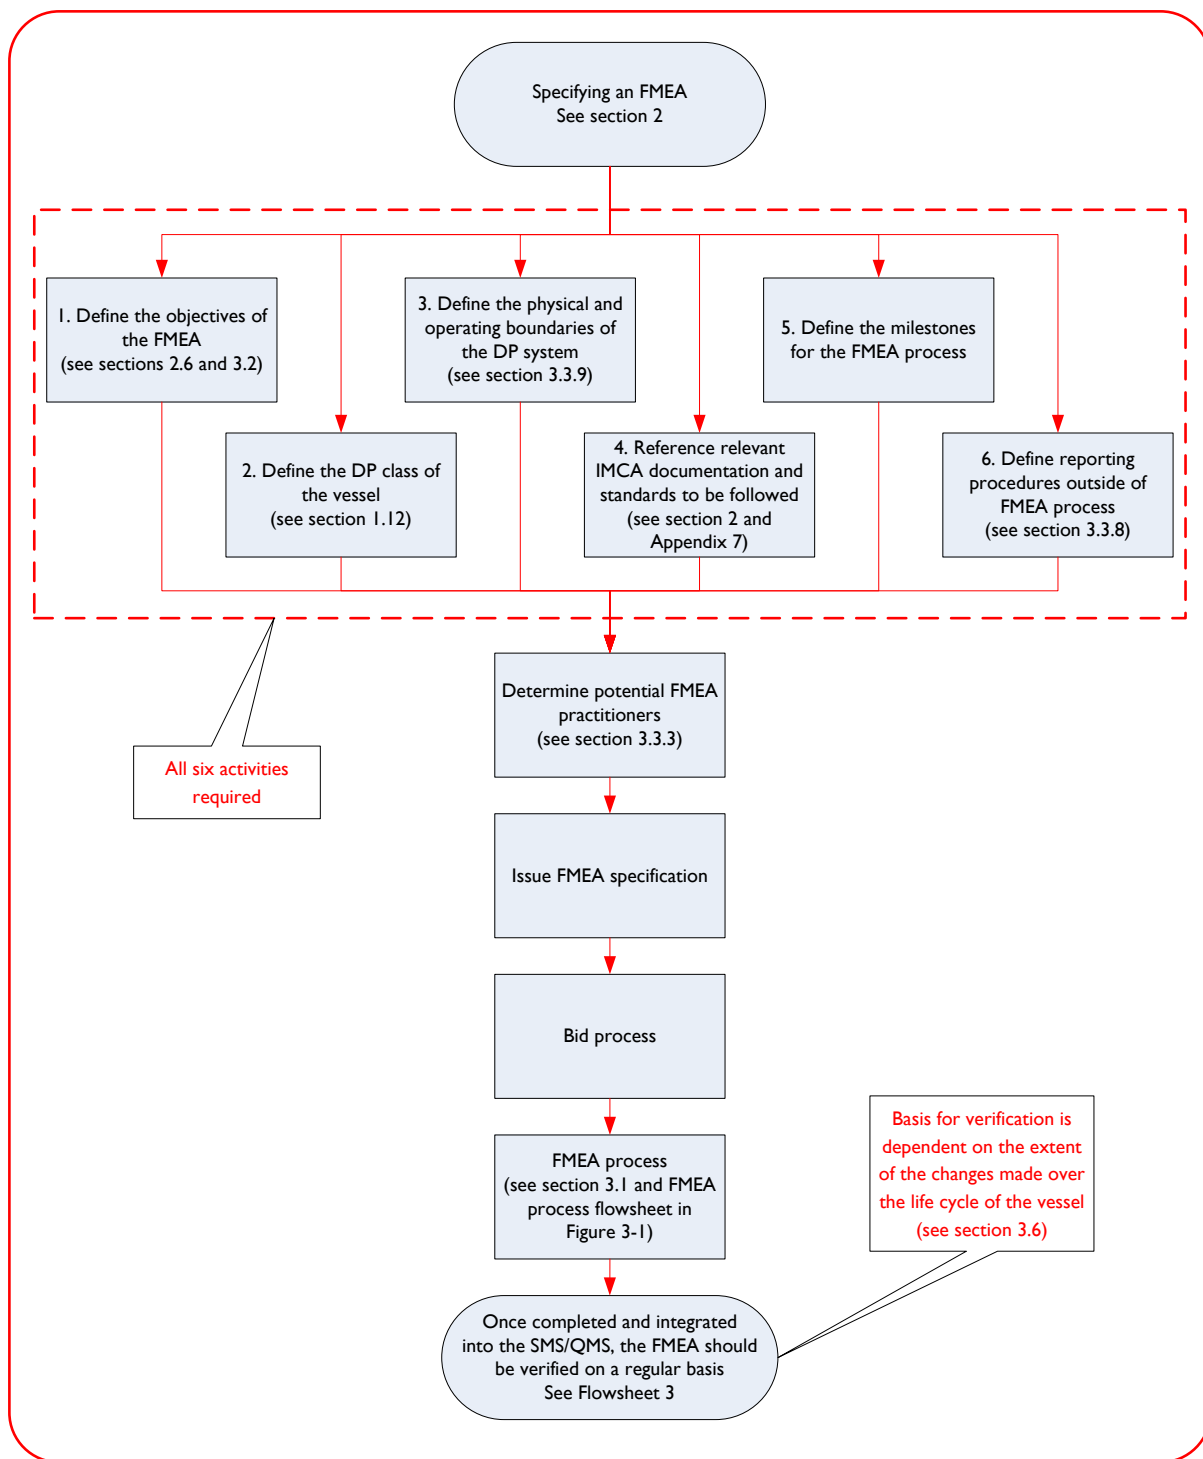 Specifying an FMEA
See section 2
1. Define the objectives of
the FMEA
(see sections 2.6 and 3.2)
2. Define the DP class of
the vessel
(see section 1.12)
3. Define the physical and
operating boundaries of
the DP system
(see section 3.3.9)
4. Reference relevant
IMCA documentation and
standards to be followed
(see section 2 and
Appendix 7)
5. Define the milestones
for the FMEA process
6. Define reporting
procedures outside of
FMEA process
(see section 3.3.8)
All six activities
required
Determine potential FMEA
practitioners
(see section 3.3.3)
Issue FMEA specification
Bid process
FMEA process
(see section 3.1 and FMEA
process flowsheet in
Figure 3-1)
Basis for verification is
dependent on the extent
of the changes made over
the life cycle of the vessel
(see section 3.6)
Once completed and integrated
into the SMS/QMS, the FMEA should
be verified on a regular basis
See Flowsheet 3